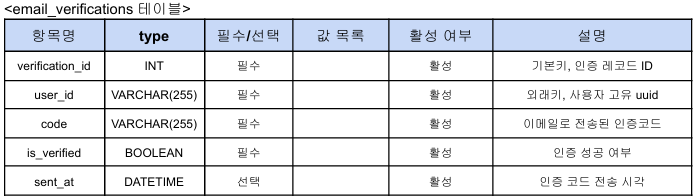 <email_verifications 테이블>
항목명 type 필수/선택 값 목록 활성 여부 설명
verification_id INT 필수 활성 기본키, 인증 레코드 ID
user_id VARCHAR(255) 필수 활성 외래키, 사용자 고유 uuid
code VARCHAR(255) 필수 활성 이메일로 전송된 인증코드
is_verified BOOLEAN 필수 활성 인증 성공 여부
sent_at DATETIME 선택 활성 인증 코드 전송 시각